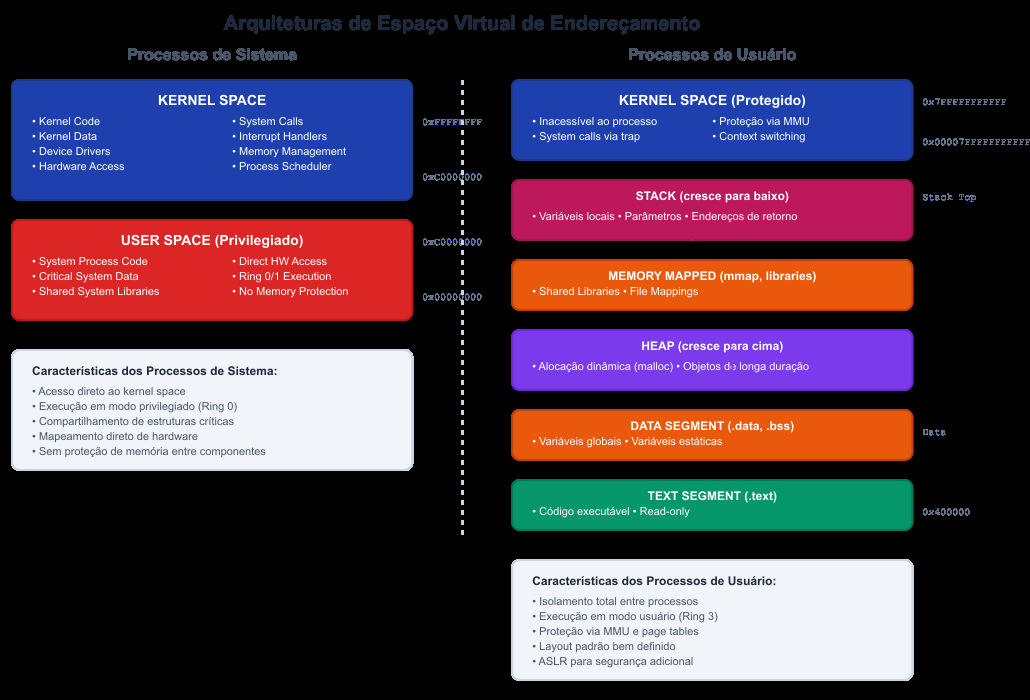 Arquiteturas de Espaço Virtual de Endereçamento
Processos de Sistema
KERNEL SPACE
• Kernel Code
• Kernel Data
• Device Drivers
• Hardware Access
• System Calls
• Interrupt Handlers
• Memory Management
• Process Scheduler
0xFFFFFFFF
0xC0000000
USER SPACE (Privilegiado)
• System Process Code
• Critical System Data
• Shared System Libraries
• Direct HW Access
• Ring 0/1 Execution
• No Memory Protection
0xC0000000
0x00000000
Características dos Processos de Sistema:
• Acesso direto ao kernel space
• Execução em modo privilegiado (Ring 0)
• Compartilhamento de estruturas críticas
• Mapeamento direto de hardware
• Sem proteção de memória entre componentes
Processos de Usuário
KERNEL SPACE (Protegido)
• Inacessível ao processo
• System calls via trap
• Proteção via MMU
• Context switching
0x7FFFFFFFFFFF
0x00007FFFFFFFFFFF
STACK (cresce para baixo)
• Variáveis locais • Parâmetros • Endereços de retorno
Stack Top
MEMORY MAPPED (mmap, libraries)
• Shared Libraries • File Mappings
HEAP (cresce para cima)
• Alocação dinâmica (malloc) • Objetos de longa duração
DATA SEGMENT (.data, .bss)
• Variáveis globais • Variáveis estáticas
Data
TEXT SEGMENT (.text)
• Código executável • Read-only
0x400000
Características dos Processos de Usuário:
• Isolamento total entre processos
• Execução em modo usuário (Ring 3)
• Proteção via MMU e page tables
• Layout padrão bem definido
• ASLR para segurança adicional